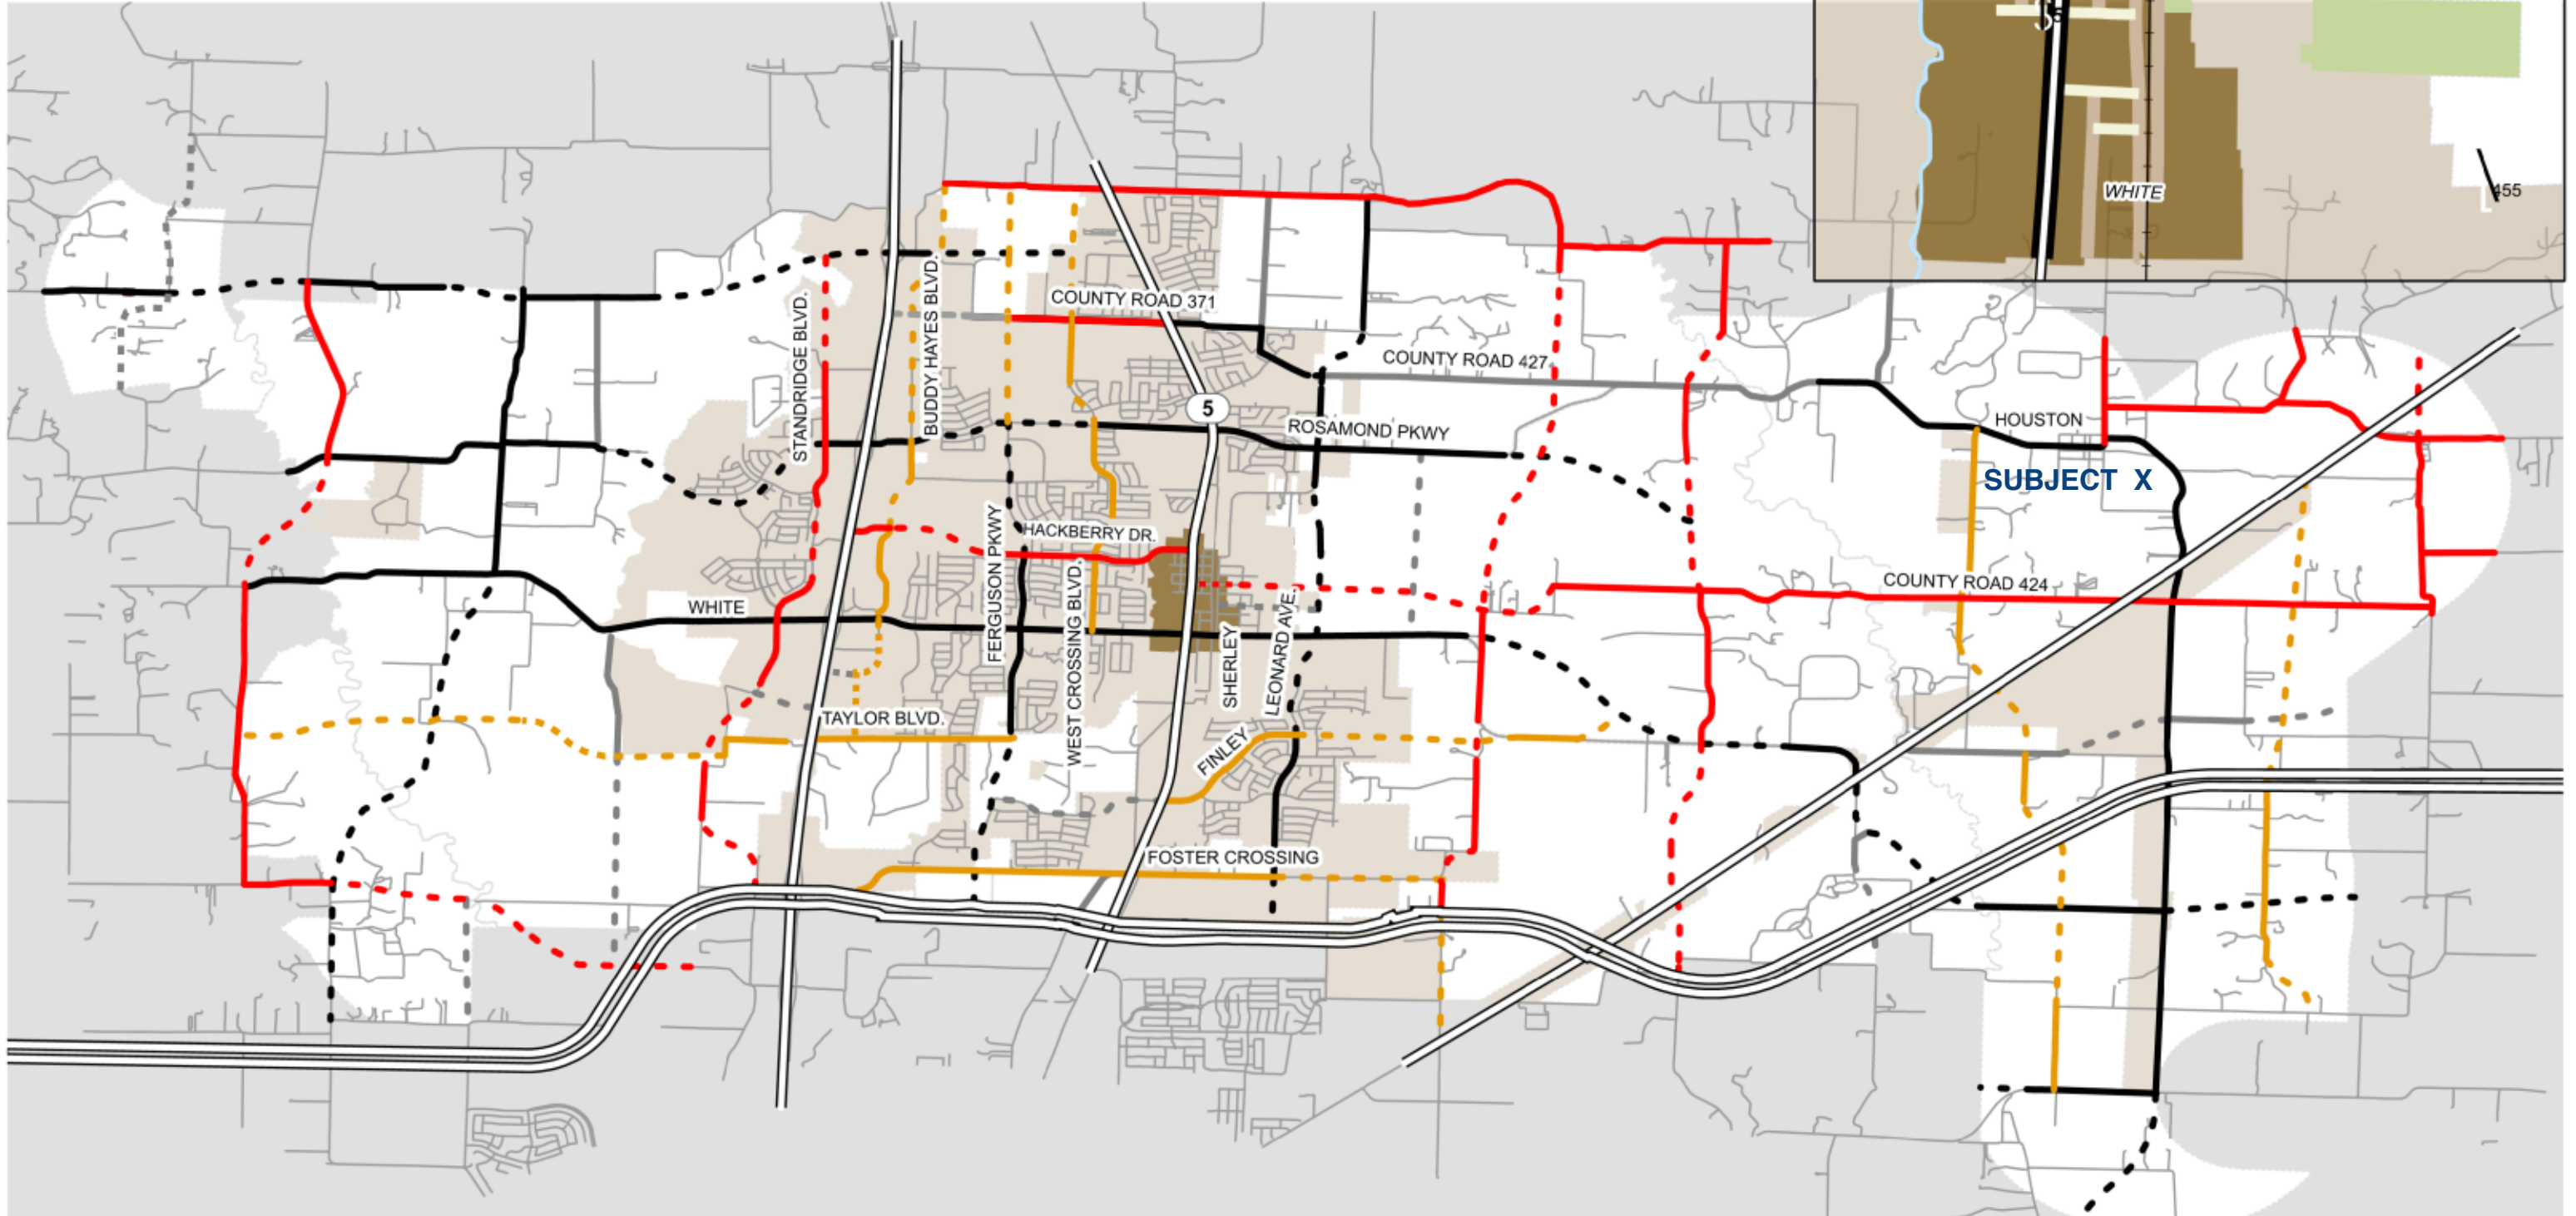 5
455
WHITE
COUNTY ROAD 371
COUNTY ROAD 427
5
HOUSTON
ROSAMOND PKWY
STANDRIDGE BLVD.
BUDDY HAYES BLVD.
SUBJECT X
HACKBERRY DR.
FERGUSON PKWY
WEST CROSSING BLVD.
COUNTY ROAD 424
WHITE
SHERLEY
LEONARD AVE.
TAYLOR BLVD.
FINLEY
FOSTER CROSSING